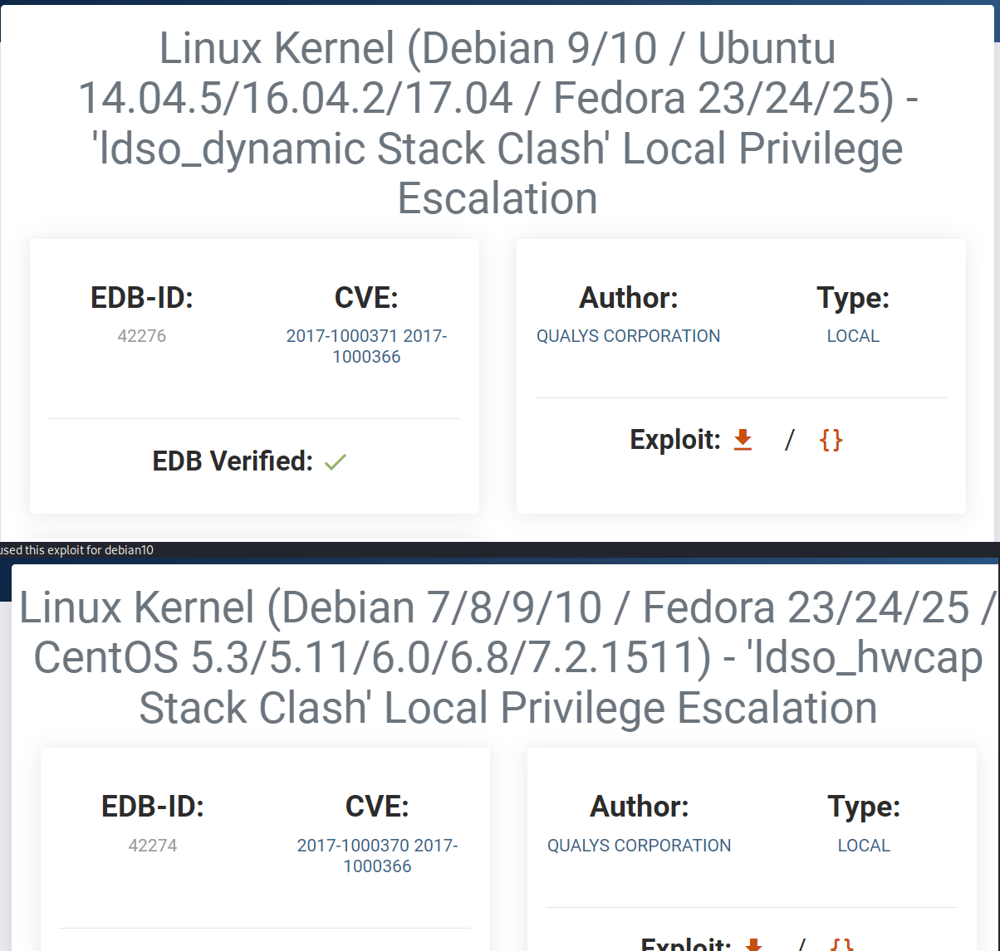 Linux Kernel (Debian 9/10 / Ubuntu
14.04.5/16.04.2/17.04 / Fedora 23/24/25) -
'ldso_dynamic Stack Clash' Local Privilege
Escalation
EDB-ID:
42276
CVE:
2017-1000371 2017-
1000366
EDB Verified:
Author:
QUALYS CORPORATION
Type:
LOCAL
Exploit: / {}
used this exploit for debian10
Linux Kernel (Debian 7/8/9/10 / Fedora 23/24/25 /
CentOS 5.3/5.11/6.0/6.8/7.2.1511) - 'ldso_hwcap
Stack Clash' Local Privilege Escalation
EDB-ID:
42274
CVE:
2017-1000370 2017-
1000366
Author:
QUALYS CORPORATION
Type:
LOCAL
Exploit: / {}